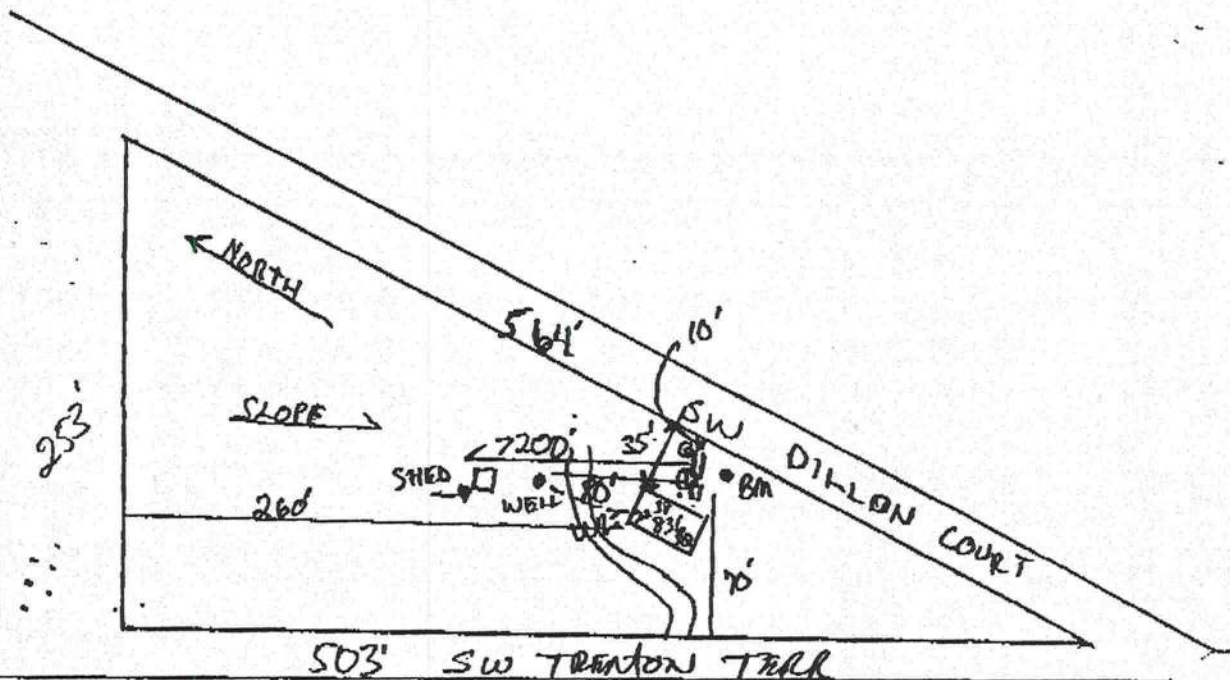 NORTH
564'
10'
SW DILLON COURT
SLOPE
253'
7200'
35'
SHED
WELL
80'
BM
260'
836
70'
503' SW TRENTON TERR